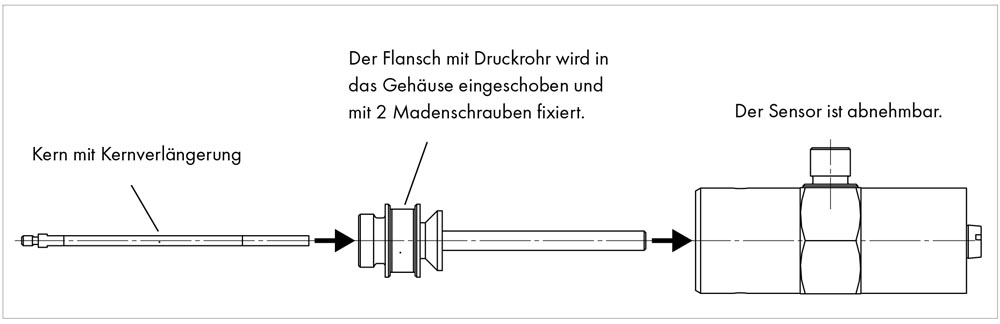 Der Flansch mit Druckrohr wird in
das Gehäuse eingeschoben und
mit 2 Madenschrauben fixiert.
Der Sensor ist abnehmbar.
Kern mit Kernverlängerung